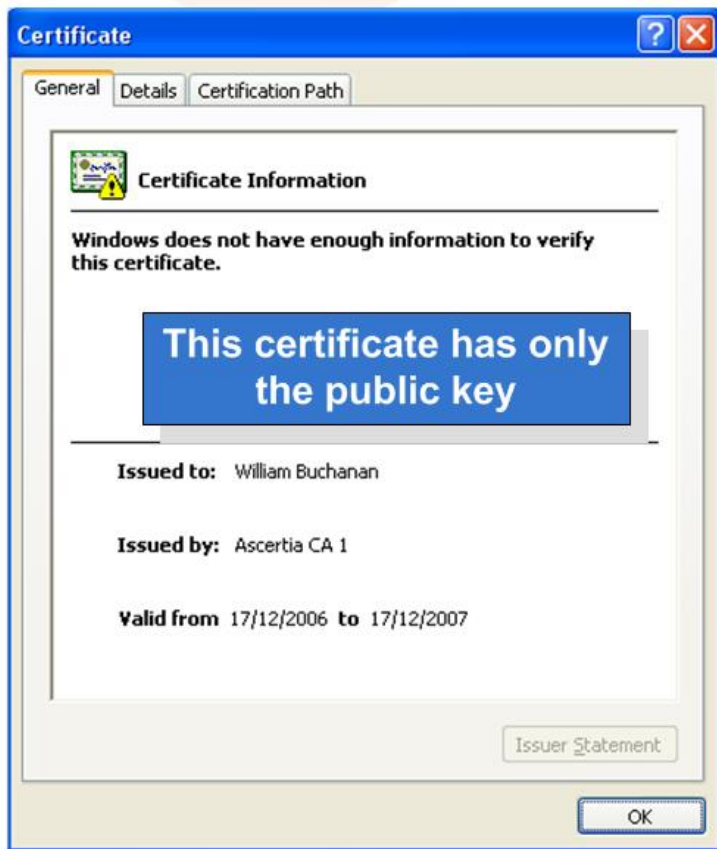 Certificate
General Details Certification Path
Certificate Information
Windows does not have enough information to verify
this certificate.
This certificate has only
the public key
Issued to: William Buchanan
Issued by: Ascertia CA 1
Valid from 17/12/2006 to 17/12/2007
Issuer Statement
OK